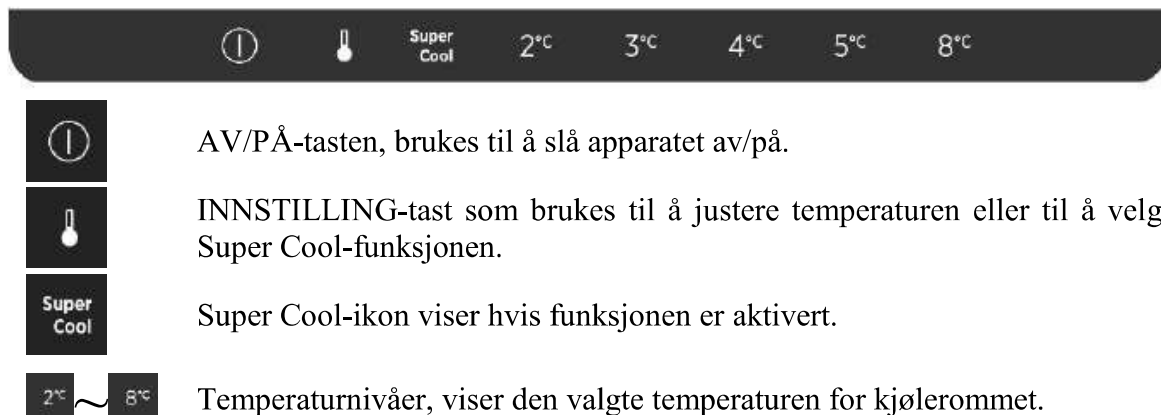 Super
Cool
2°C 3°C 4°C 5°C 8°C
AV/PÅ-tasten, brukes til å slå apparatet av/på.
INNSTILLING-tast som brukes til å justere temperaturen eller til å velg
Super Cool-funksjonen.
Super
Cool
Super Cool-ikon viser hvis funksjonen er aktivert.
2°C ~ 8°C Temperaturnivåer, viser den valgte temperaturen for kjølerommet.